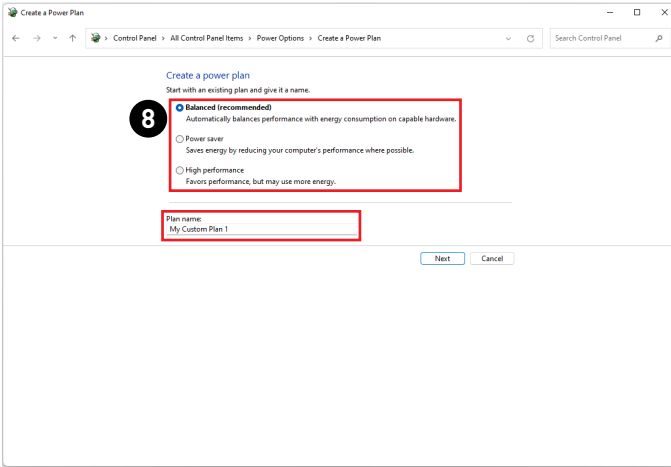 Create a Power Plan
Control Panel > All Control Panel Items > Power Options > Create a Power Plan
Search Control Panel
Create a power plan
Start with an existing plan and give it a name.
8
Balanced (recommended)
Automatically balances performance with energy consumption on capable hardware.
Power saver
Saves energy by reducing your computer's performance where possible.
High performance
Favors performance, but may use more energy.
Plan name:
My Custom Plan 1
Next Cancel